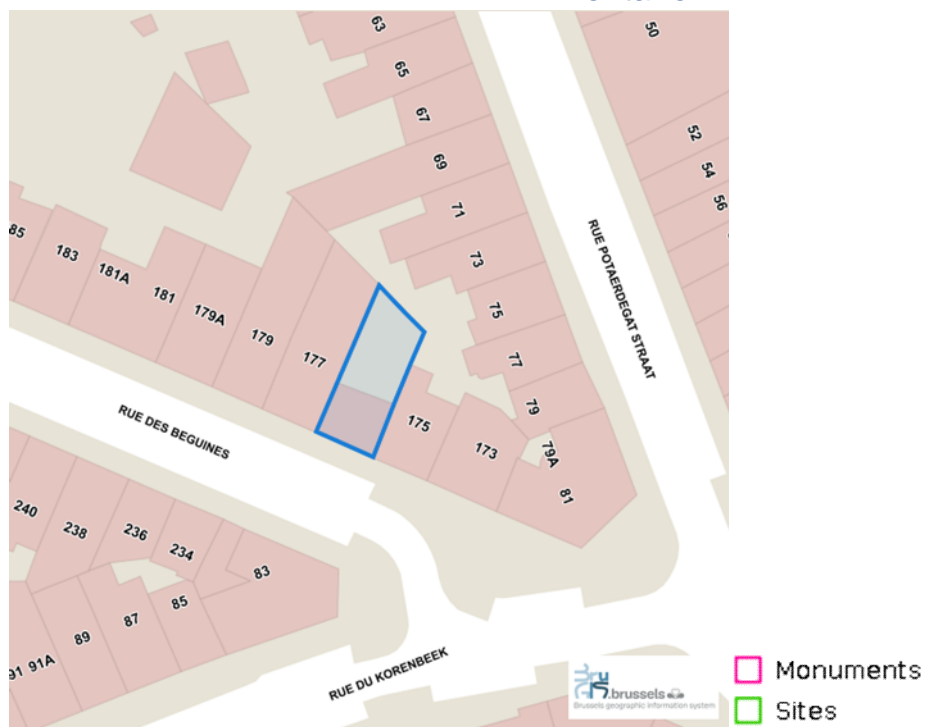 63
50
65
67
52
69
54
56
71
85
183
73
181A
181
179A
75
RUE POTAERDEGAT STRAAT
179
177
77
79
RUE DES BEGUINES
175
173
79A
81
240
238
236
234
83
85
87
89
91A
91
RUE DU KORENBEEK
.brussels
Brussels geographic information system
Monuments
Sites